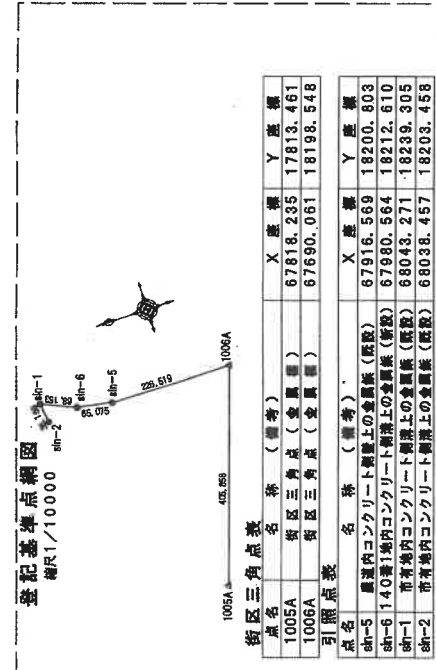 登記基準点網図
縮尺1/10000
sin-1
sin-2
68.153
sin-6
65.075
sin-5
226.519
1006A
405.858
1005A
街区三角点表
点名 名称(備考) X座標 Y座標
1005A 街区三角点(金属標) 67818.235 17813.461
1006A 街区三角点(金属標) 67690.061 18198.548
引照点表
点名 名称(備考) X座標 Y座標
sin-5 農道内コンクリート側壁上の金属鋲(既設) 67916.569 18200.803
sin-6 140番1地内コンクリート側溝上の金属鋲(新設) 67980.564 18212.610
sin-1 市有地内コンクリート側溝上の金属鋲(既設) 68043.271 18239.305
sin-2 市有地内コンクリート側溝上の金属鋲(既設) 68038.457 18203.458